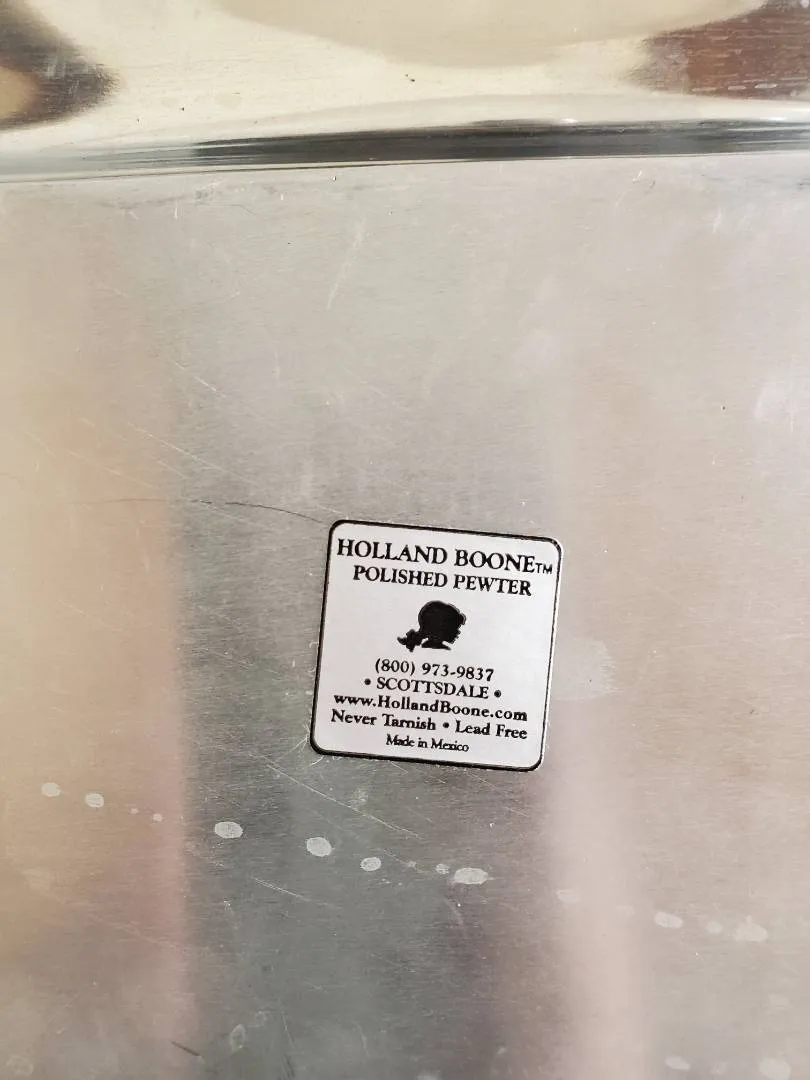 HOLLAND BOONE™
POLISHED PEWTER
(800) 973-9837
• SCOTTSDALE •
www.HollandBoone.com
Never Tarnish • Lead Free
Made in Mexico